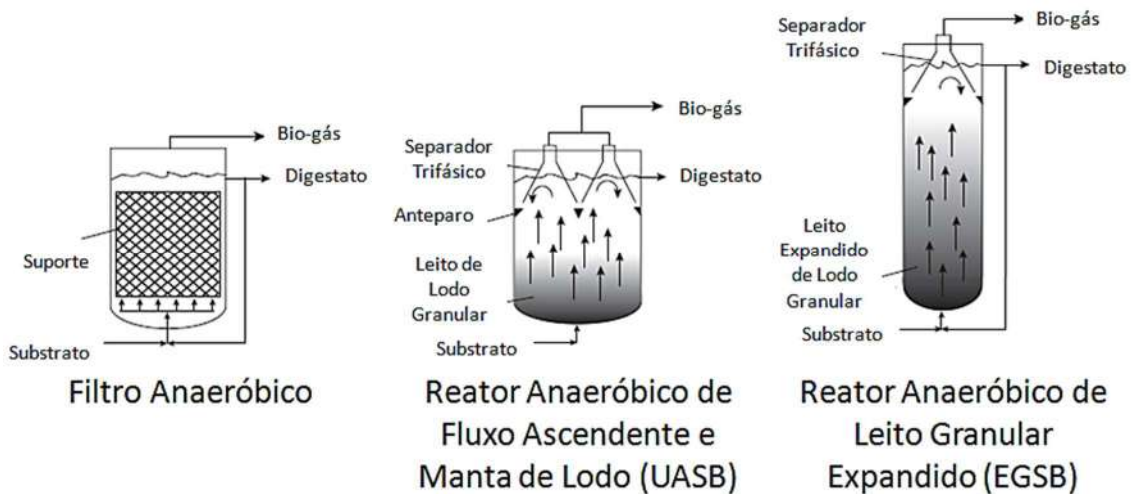 Bio-gás
Digestato
Suporte
Substrato
Filtro Anaeróbico
Bio-gás
Separador
Trifásico
Digestato
Anteparo
Leito de
Lodo
Granular
Substrato
Reator Anaeróbico de
Fluxo Ascendente e
Manta de Lodo (UASB)
Separador
Trifásico
Bio-gás
Digestato
Leito
Expandido
de Lodo
Granular
Substrato
Reator Anaeróbico de
Leito Granular
Expandido (EGSB)